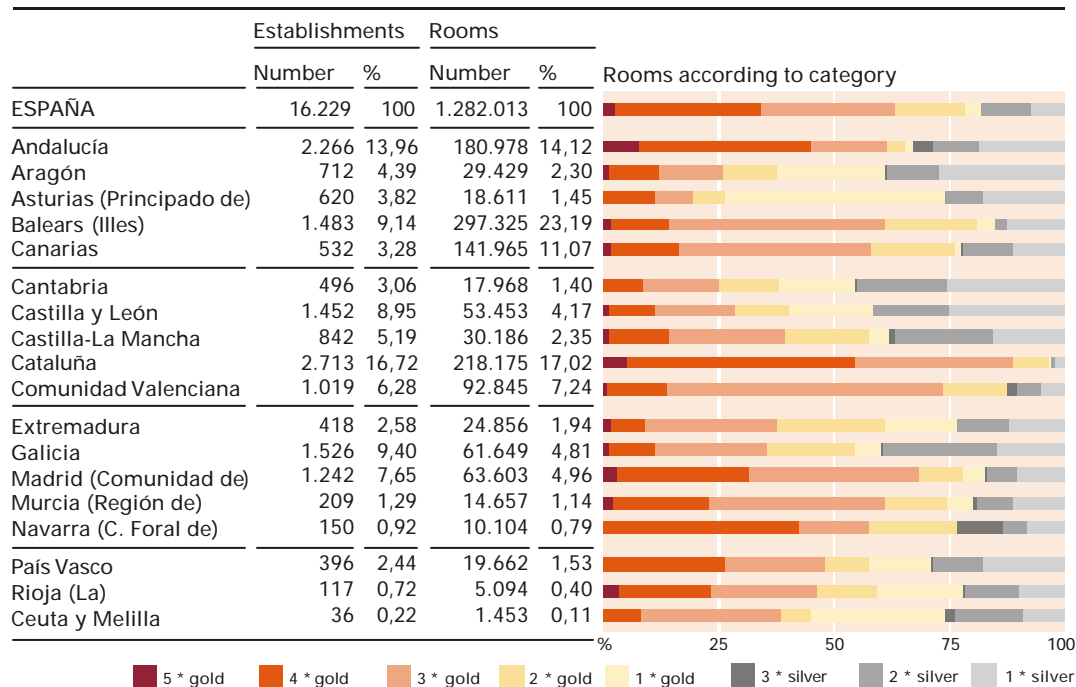 Establishments Rooms
Number % Number % Rooms according to category
ESPAÑA 16.229 100 1.282.013 100
Andalucía 2.266 13,96 180.978 14,12
Aragón 712 4,39 29.429 2,30
Asturias (Principado de) 620 3,82 18.611 1,45
Balears (Illes) 1.483 9,14 297.325 23,19
Canarias 532 3,28 141.965 11,07
Cantabria 496 3,06 17.968 1,40
Castilla y León 1.452 8,95 53.453 4,17
Castilla-La Mancha 842 5,19 30.186 2,35
Cataluña 2.713 16,72 218.175 17,02
Comunidad Valenciana 1.019 6,28 92.845 7,24
Extremadura 418 2,58 24.856 1,94
Galicia 1.526 9,40 61.649 4,81
Madrid (Comunidad de) 1.242 7,65 63.603 4,96
Murcia (Región de) 209 1,29 14.657 1,14
Navarra (C. Foral de) 150 0,92 10.104 0,79
País Vasco 396 2,44 19.662 1,53
Rioja (La) 117 0,72 5.094 0,40
Ceuta y Melilla 36 0,22 1.453 0,11
% 25 50 75 100
5 * gold 4 * gold 3 * gold 2 * gold 1 * gold 3 * silver 2 * silver 1 * silver